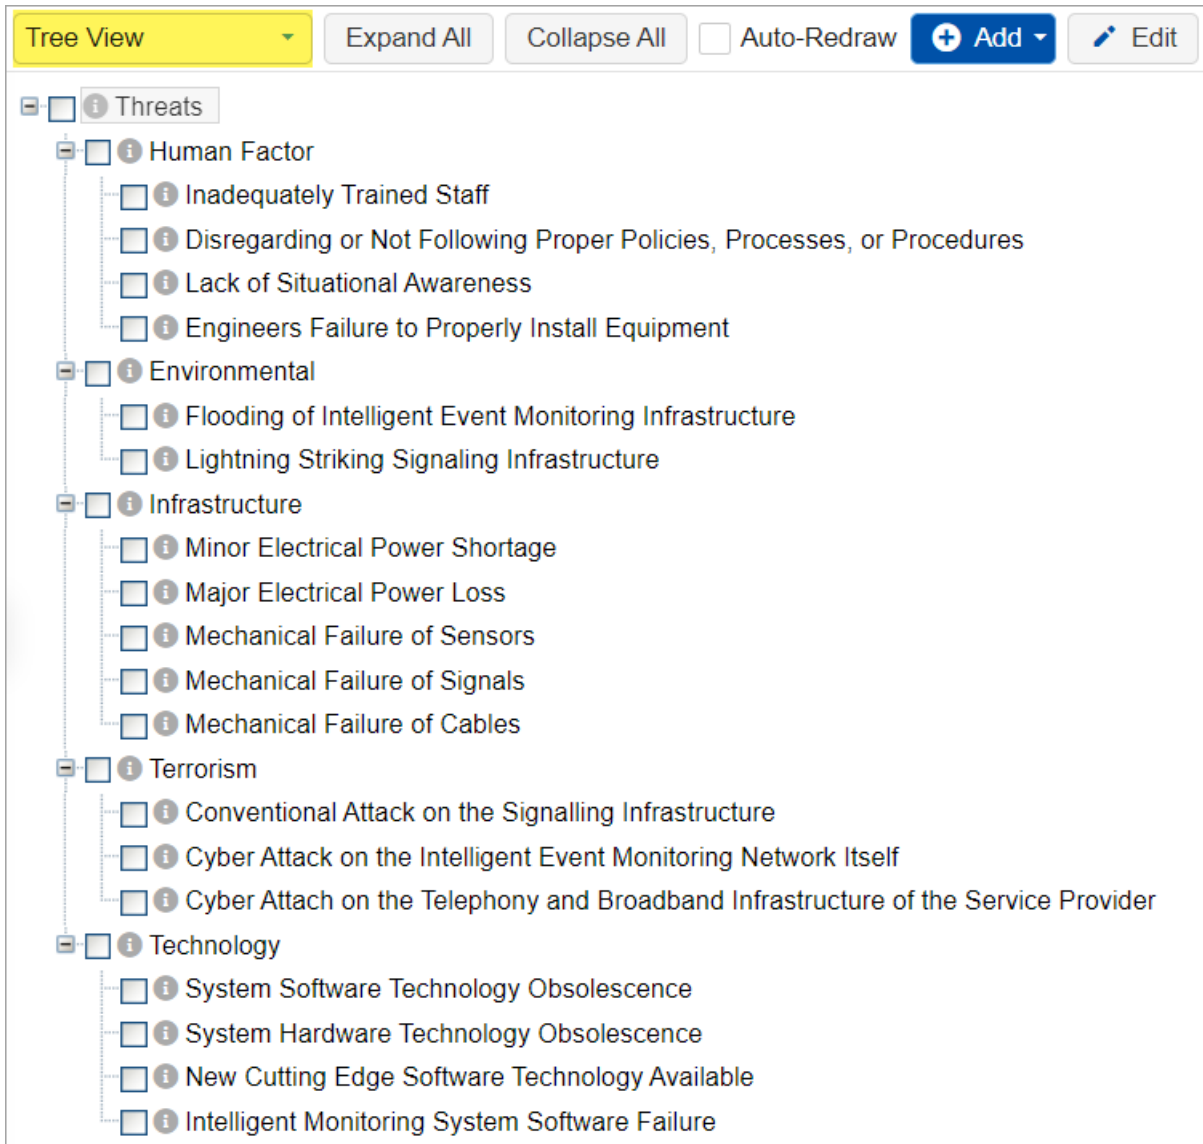 Tree View Expand All Collapse All Auto-Redraw Add Edit
Threats
Human Factor
Inadequately Trained Staff
Disregarding or Not Following Proper Policies, Processes, or Procedures
Lack of Situational Awareness
Engineers Failure to Properly Install Equipment
Environmental
Flooding of Intelligent Event Monitoring Infrastructure
Lightning Striking Signaling Infrastructure
Infrastructure
Minor Electrical Power Shortage
Major Electrical Power Loss
Mechanical Failure of Sensors
Mechanical Failure of Signals
Mechanical Failure of Cables
Terrorism
Conventional Attack on the Signalling Infrastructure
Cyber Attack on the Intelligent Event Monitoring Network Itself
Cyber Attach on the Telephony and Broadband Infrastructure of the Service Provider
Technology
System Software Technology Obsolescence
System Hardware Technology Obsolescence
New Cutting Edge Software Technology Available
Intelligent Monitoring System Software Failure